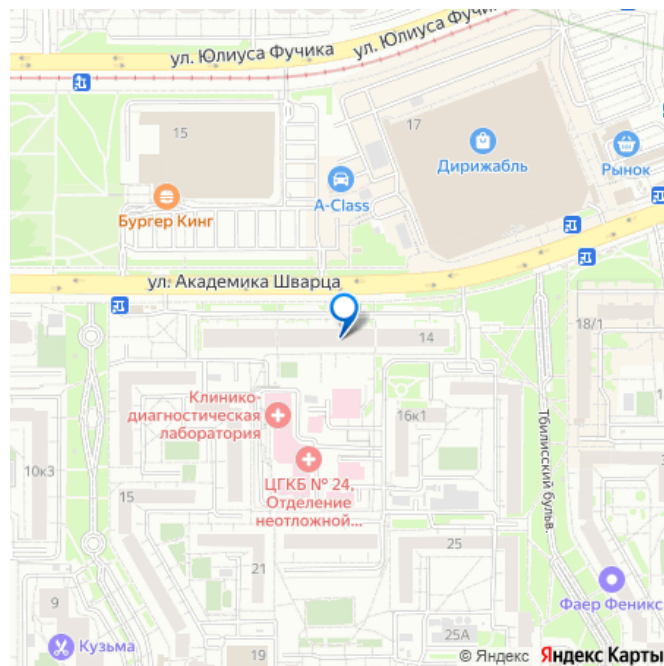 ул. Юлиуса Фучика
ул. Юлиуса Фучика
15
17
Дирижабль
Рынок
A-Class
Бургер Кинг
ул. Академика Шварца
14
18/1
Клинико-
диагностическая
лаборатория
16к1
Тбилисский бульв.
10к3
ЦГКБ № 24,
Отделение
неотложной...
15
25
21
Фаер Феникс
9
Кузьма
19
25А
© Яндекс Яндекс Карты